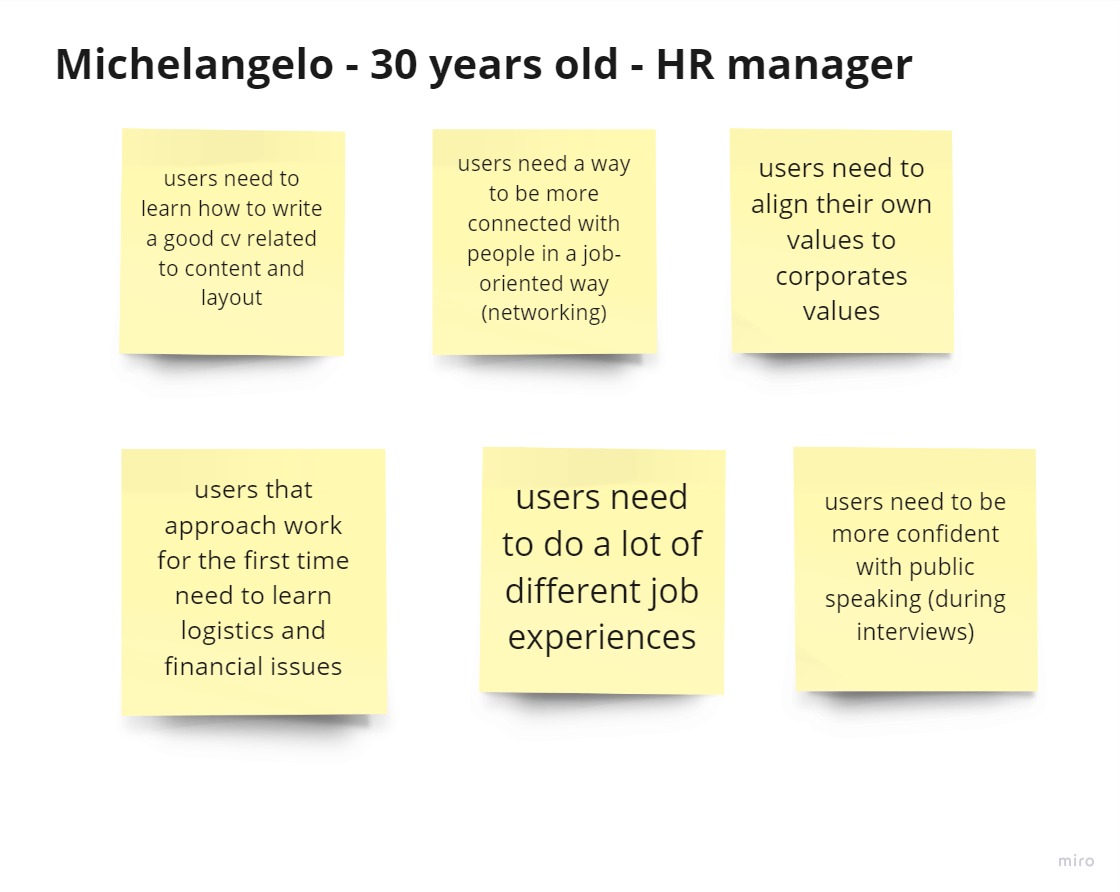 Michelangelo - 30 years old - HR manager
users need to
learn how to write
a good cv related
to content and
layout
users need a way
to be more
connected with
people in a job-
oriented way
(networking)
users need to
align their own
values to
corporates
values
users that
approach work
for the first time
need to learn
logistics and
financial issues
users need
to do a lot of
different job
experiences
users need to be
more confident
with public
speaking (during
interviews)
miro